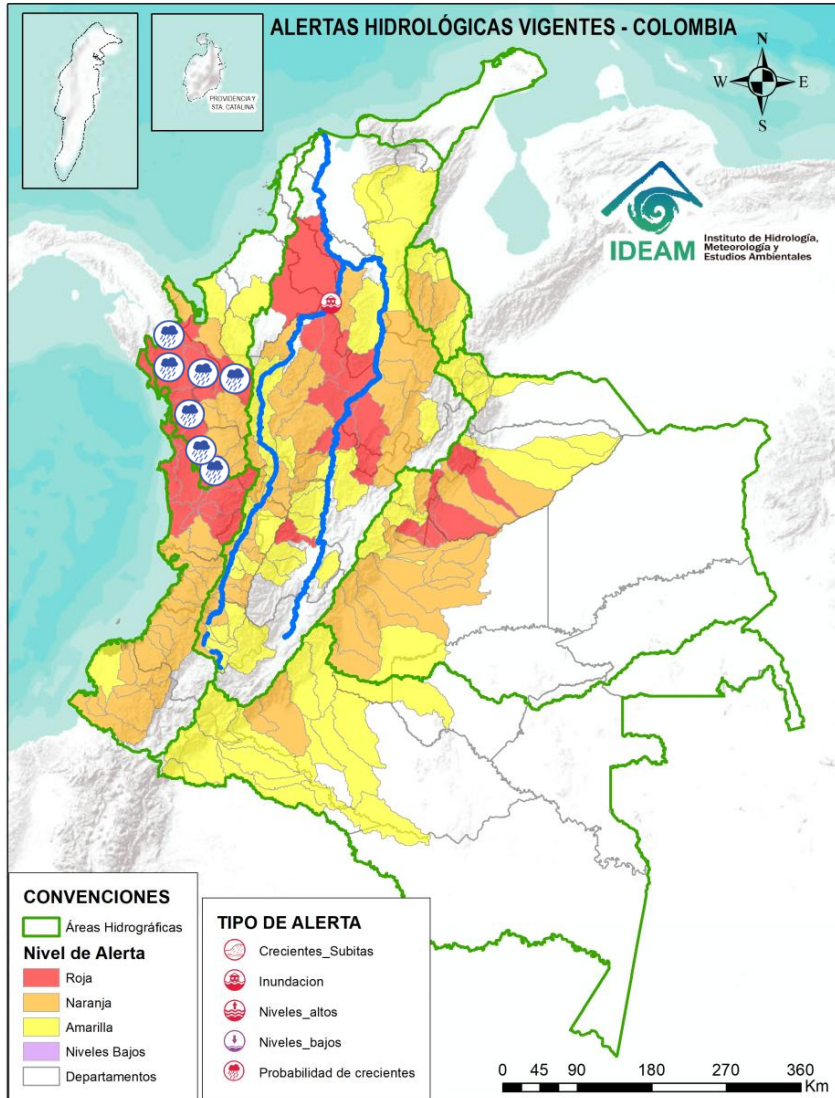 ALERTAS HIDROLÓGICAS VIGENTES - COLOMBIA
PROVIDENCIA Y
STA. CATALINA
N
W
E
S
IDEAM
Instituto de Hidrología,
Meteorología y
Estudios Ambientales
CONVENCIONES
Áreas Hidrográficas
Nivel de Alerta
Roja
Naranja
Amarilla
Niveles Bajos
Departamentos
TIPO DE ALERTA
Crecientes_Subitas
Inundacion
Niveles_altos
Niveles_bajos
Probabilidad de crecientes
0 45 90 180 270 360
Km